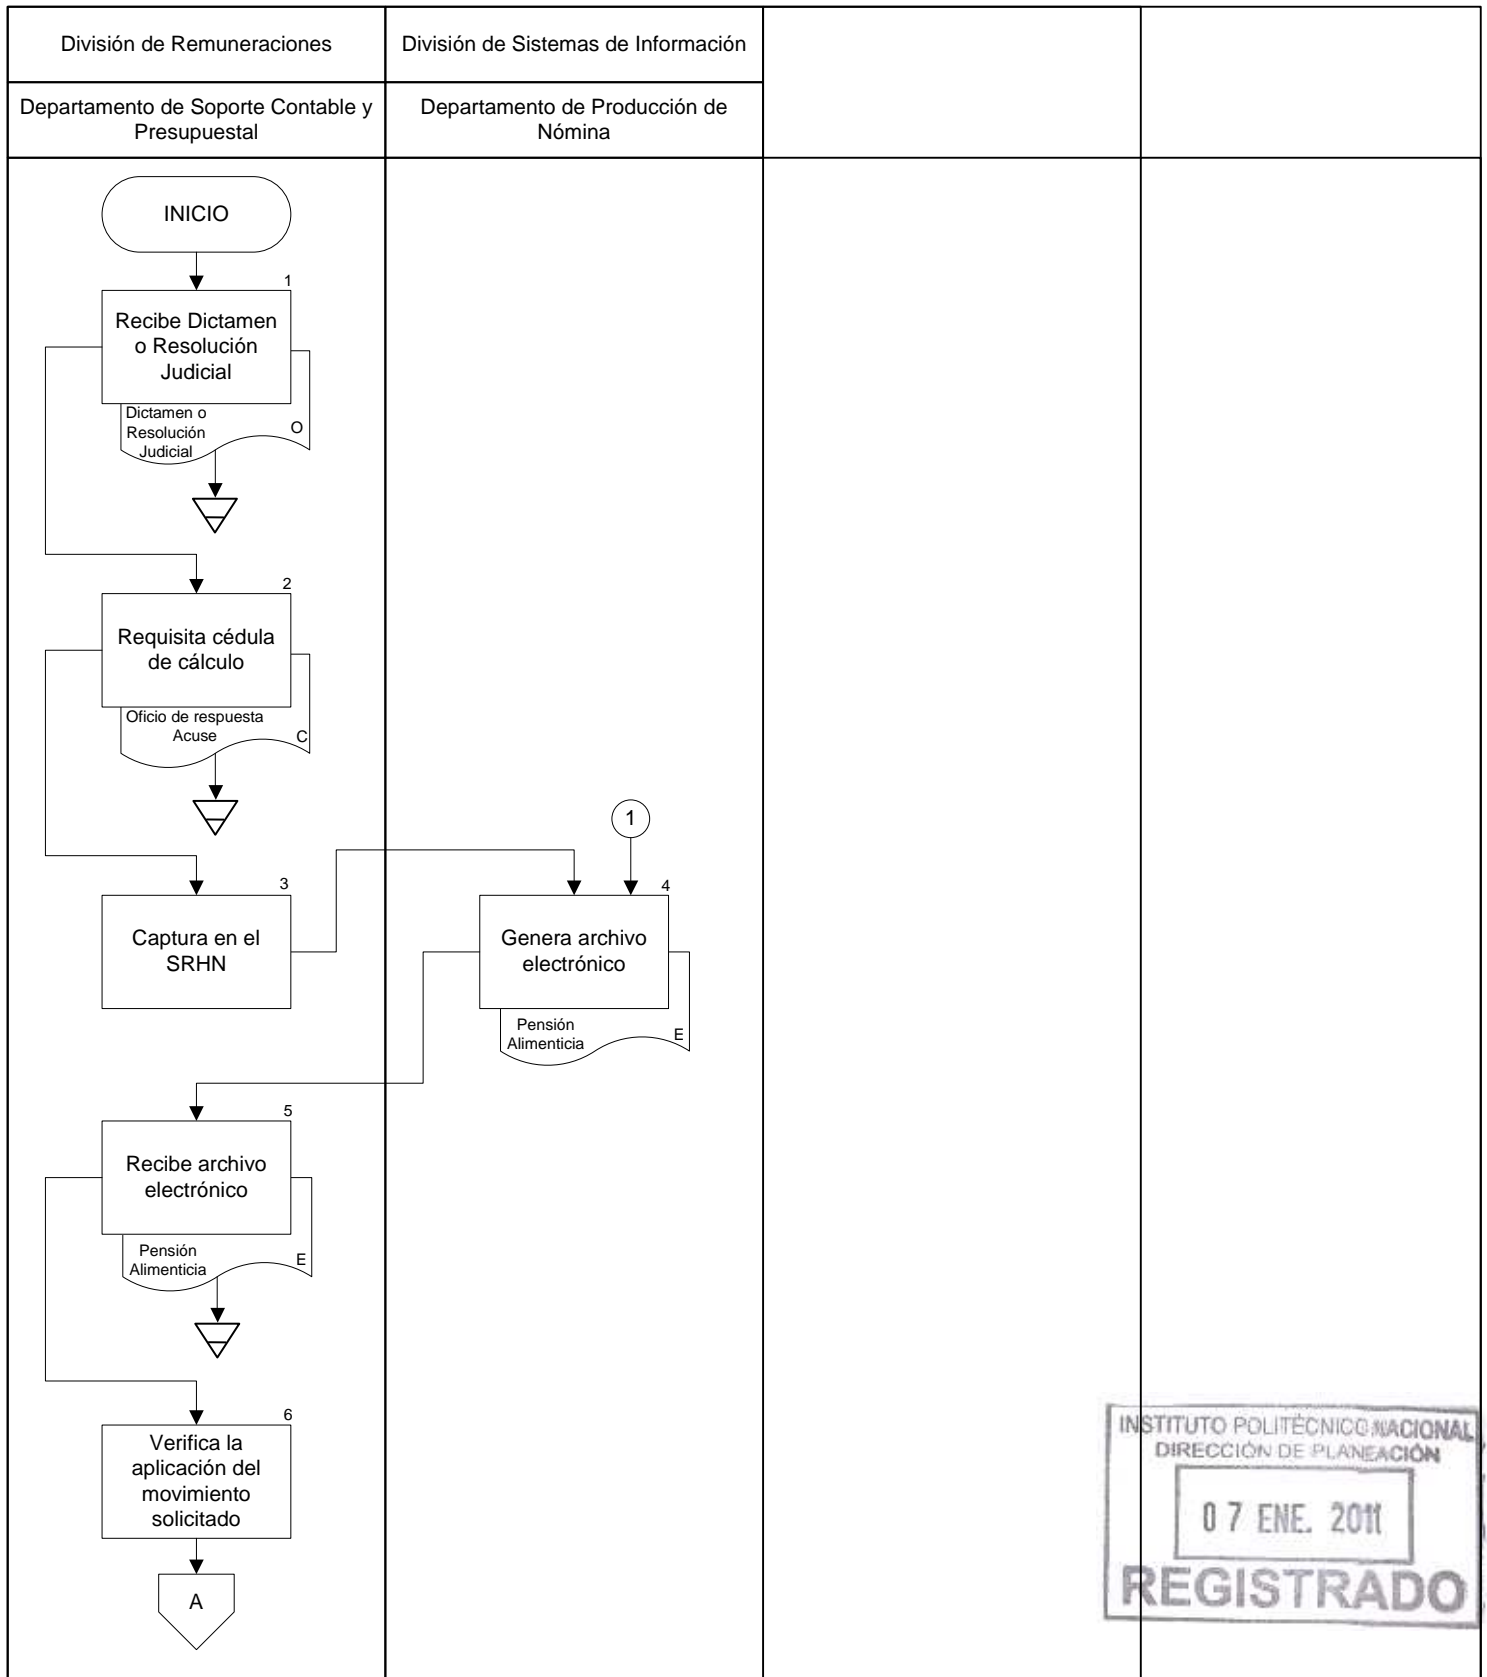 División de Remuneraciones
División de Sistemas de Información
Departamento de Soporte Contable y
Presupuestal
Departamento de Producción de
Nómina
INICIO
1
Recibe Dictamen
o Resolución
Judicial
Dictamen o
Resolución
Judicial
O
2
Requisita cédula
de cálculo
Oficio de respuesta
Acuse
C
3
Captura en el
SRHN
1
4
Genera archivo
electrónico
Pensión
Alimenticia
E
5
Recibe archivo
electrónico
Pensión
Alimenticia
E
6
Verifica la
aplicación del
movimiento
solicitado
A
INSTITUTO POLITÉCNICO NACIONAL
DIRECCIÓN DE PLANEACIÓN
07 ENE. 2011
REGISTRADO